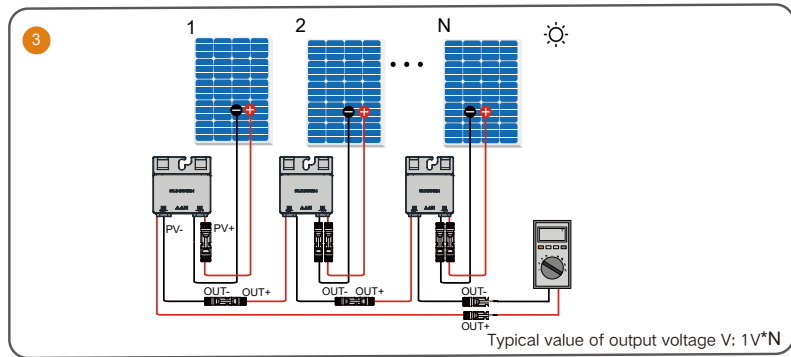 3
1
2
N
PV-
PV+
OUT-
OUT+
OUT-
OUT+
OUT-
OUT+
Typical value of output voltage V: 1V*N